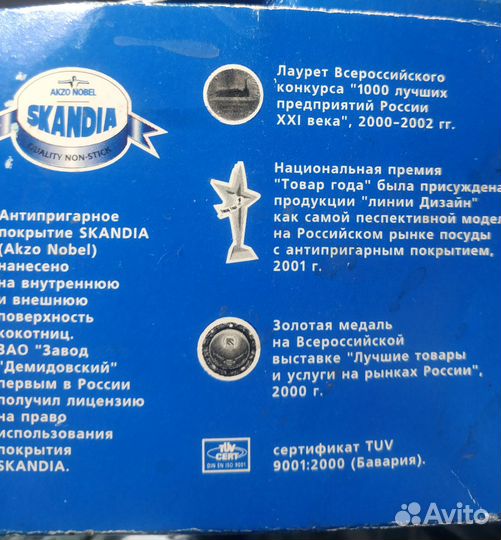 AKZO NOBEL
SKANDIA
QUALITY NON-STICK
Антипригарное
покрытие SKANDIA
(Akzo Nobel)
нанесено
на внутреннюю
и внешнюю
поверхность
кокотниц.
ЗАО "Завод
"Демидовский"
первым в России
получил лицензию
на право
использования
покрытия
SKANDIA.
Лаурет Всероссийского
конкурса "1000 лучших
предприятий России
XXI века", 2000-2002 гг.
Национальная премия
"Товар года" была присуждена
продукции "линии Дизайн"
как самой песпективной модел
на Российском рынке посуды
с антипригарным покрытием,
2001 г.
Золотая медаль
на Всероссийской
выставке "Лучшие товары
и услуги на рынках России",
2000 г.
TÜV
CERT
DIN EN ISO 9001
сертификат TUV
9001:2000 (Бавария).
Avito